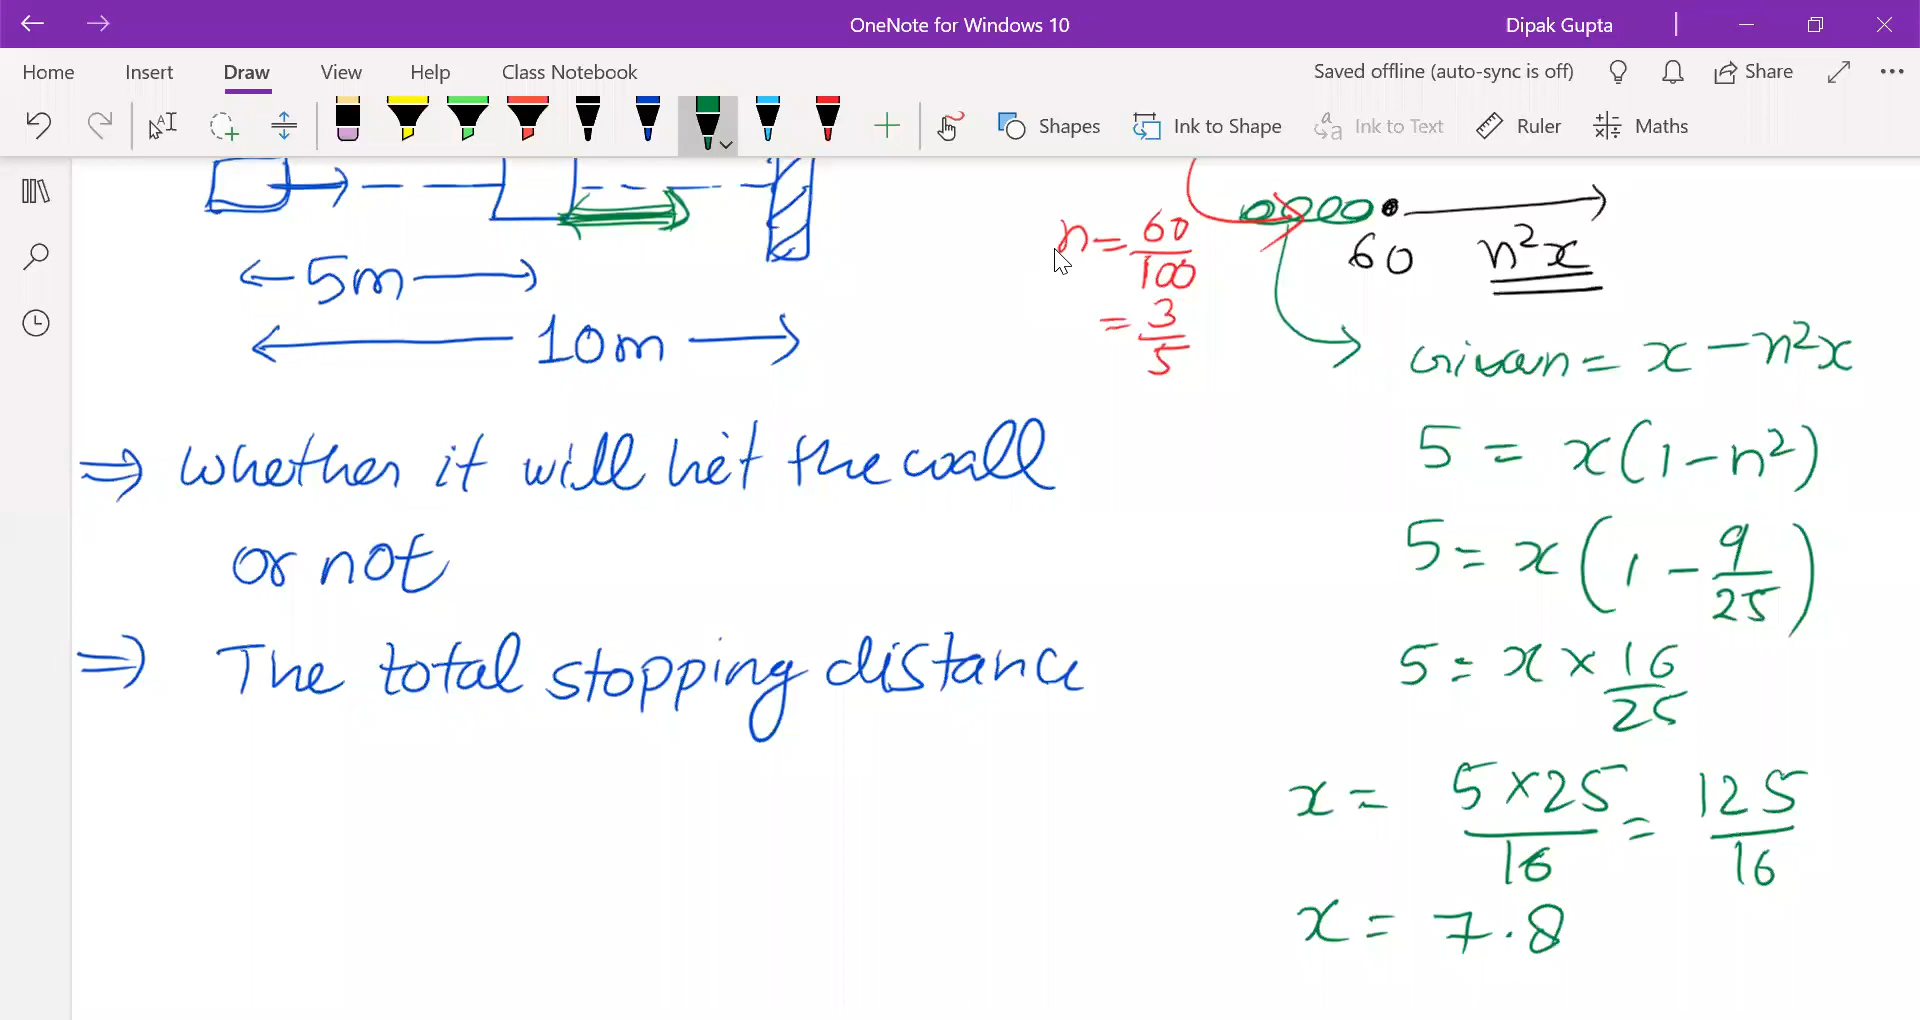 OneNote for Windows 10
Dipak Gupta
Home Insert Draw View Help Class Notebook
Saved offline (auto-sync is off) Share
Shapes Ink to Shape Ink to Text Ruler Maths
5m
10m
⇒ Whether it will hit the wall
or not
⇒ The total stopping distance
n = 60/100
= 3/5
60 n²x
= x - n²x
5 = x(1-n²)
5 = x(1 - 9/25)
5 = x × 16/25
x = 5×25/16 = 125/16
x = 7.8